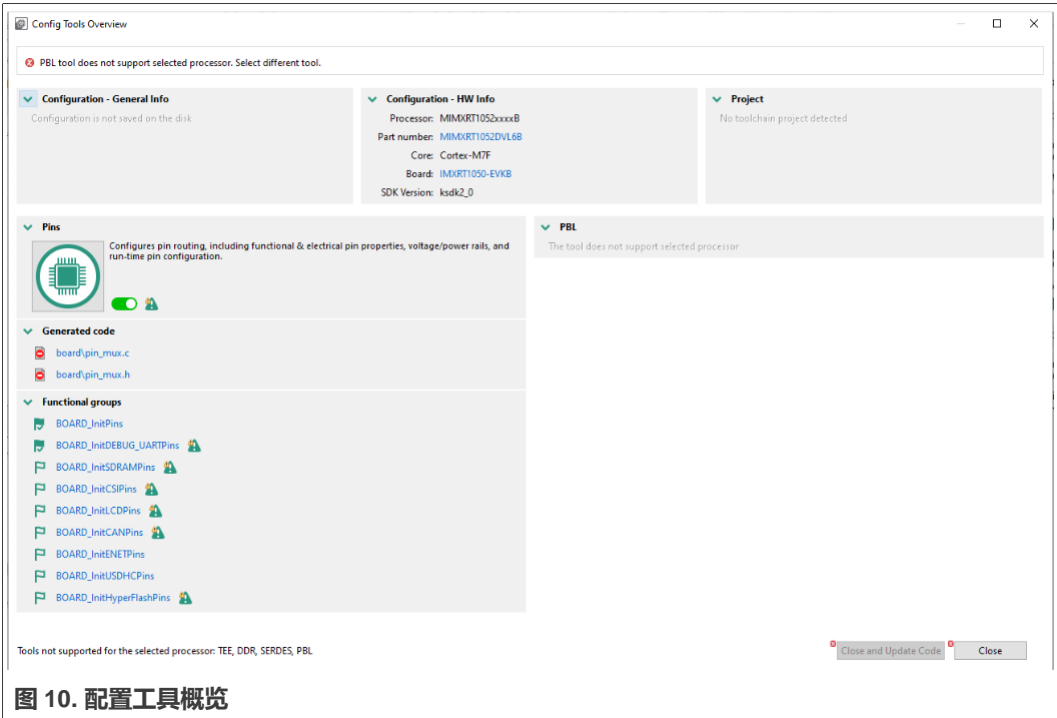 Config Tools Overview
PBL tool does not support selected processor. Select different tool.
Configuration - General Info
Configuration is not saved on the disk
Configuration - HW Info
Processor: MIMXRT1052xxxxB
Part number: MIMXRT1052DVL6B
Core: Cortex-M7F
Board: IMXRT1050-EVKB
SDK Version: ksdk2_0
Project
No toolchain project detected
Pins
Configures pin routing, including functional & electrical pin properties, voltage/power rails, and
run-time pin configuration.
PBL
The tool does not support selected processor
Generated code
board\pin_mux.c
board\pin_mux.h
Functional groups
BOARD_InitPins
BOARD_InitDEBUG_UARTPins
BOARD_InitSDRAMPins
BOARD_InitCSIPins
BOARD_InitLCDPins
BOARD_InitCANPins
BOARD_InitENETPins
BOARD_InitUSDHCPins
BOARD_InitHyperFlashPins
Tools not supported for the selected processor: TEE, DDR, SERDES, PBL
Close and Update Code
Close
图 10. 配置工具概览